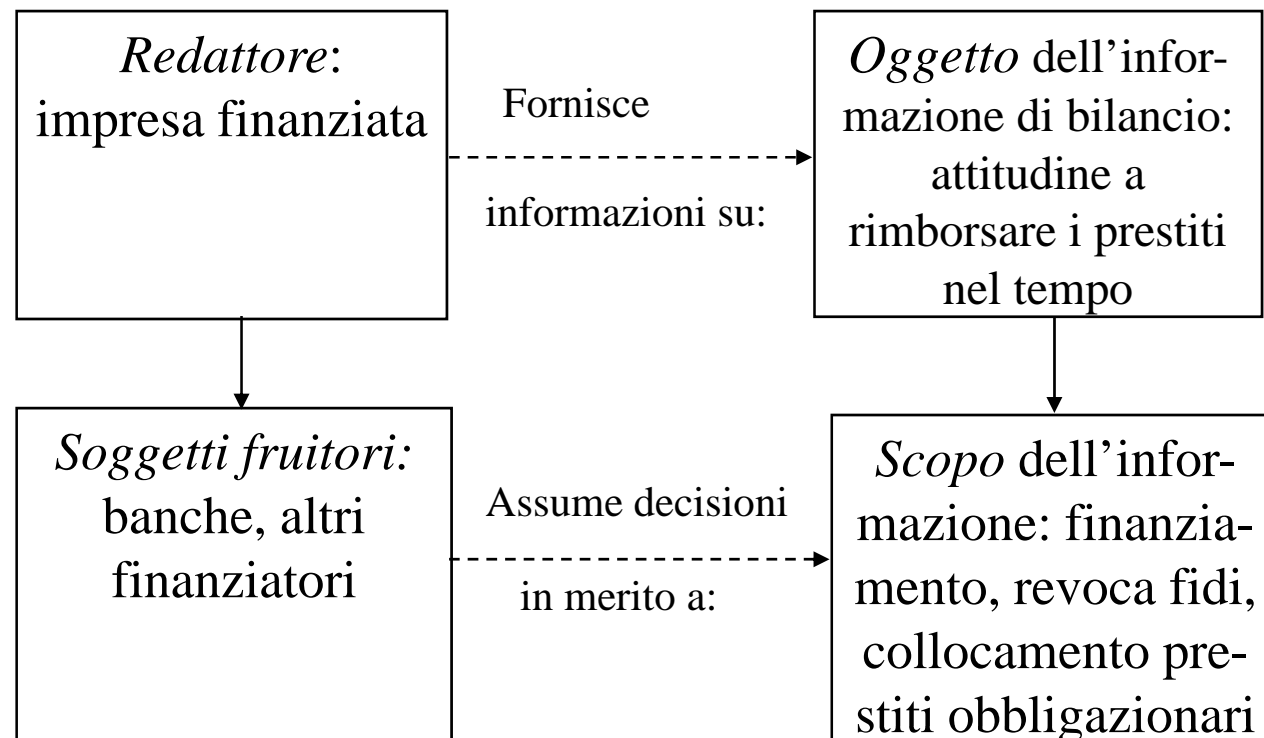 Redattore:
impresa finanziata
Fornisce
informazioni su:
Oggetto dell’infor-
mazione di bilancio:
attitudine a
rimborsare i prestiti
nel tempo
Soggetti fruitori:
banche, altri
finanziatori
Assume decisioni
in merito a:
Scopo dell’infor-
mazione: finanzia-
mento, revoca fidi,
collocamento pre-
stiti obbligazionari